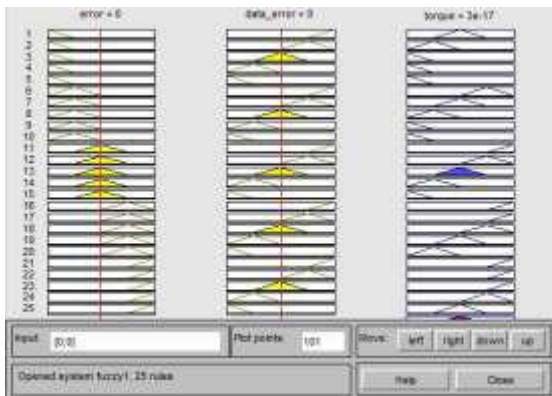 error = 0
data_error = 0
torque = 3e-17
1
2
3
4
5
6
7
8
9
10
11
12
13
14
15
16
17
18
19
20
21
22
23
24
25
Input: [0;0]
Plot points: 101
Move: left right down up
Opened system fuzzy1, 25 rules
Help
Close